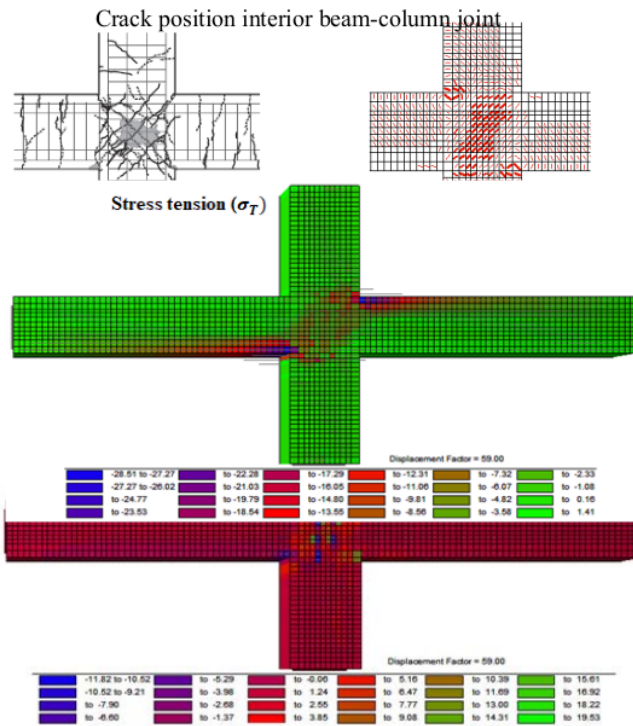 Crack position interior beam-column joint
Stress tension (σ_T)
Displacement Factor = 59.00
-28.51 to -27.27 to -22.28 to -17.29 to -12.31 to -7.32 to -2.33
-27.27 to -26.02 to -21.03 to -16.05 to -11.06 to -6.07 to -1.08
to -24.77 to -19.79 to -14.80 to -9.81 to -4.82 to 0.16
to -23.53 to -18.54 to -13.55 to -8.56 to -3.58 to 1.41
Displacement Factor = 59.00
-11.82 to -10.52 to -5.29 to -0.06 to 5.16 to 10.39 to 15.61
-10.52 to -9.21 to -3.98 to 1.24 to 6.47 to 11.69 to 16.92
to -7.90 to -2.68 to 2.55 to 7.77 to 13.00 to 18.22
to -6.60 to -1.37 to 3.85 to 9.08 to 14.31 to 19.53